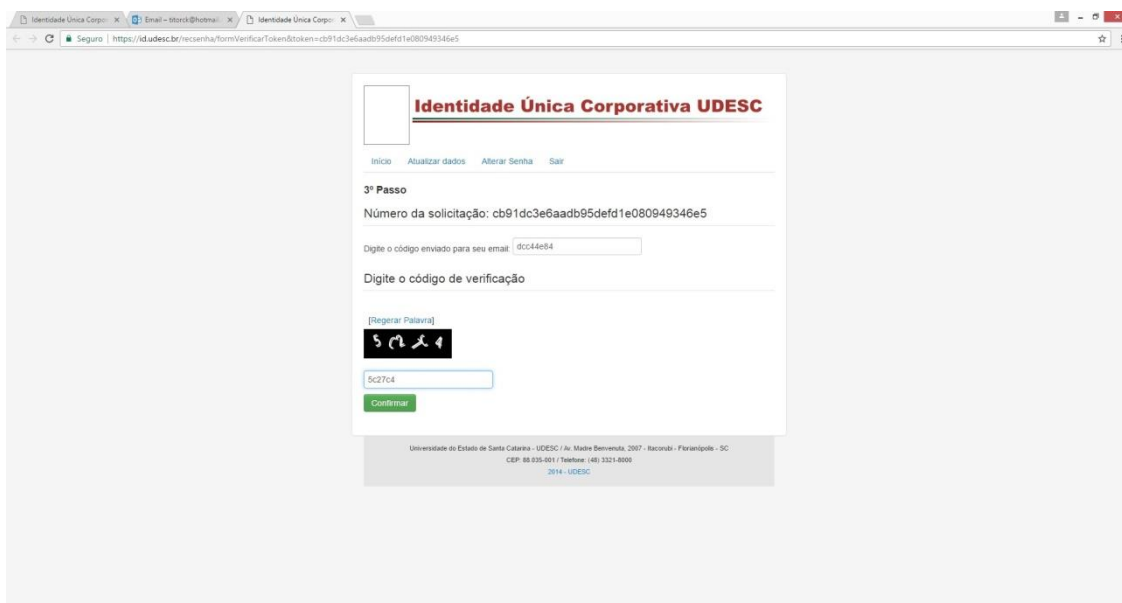 Identidade Única Corpor
Email – titorck@hotmail
Identidade Única Corpor
Seguro | https://id.udesc.br/recsenha/formVerificarToken&token=cb91dc3e6aadb95defd1e080949346e5
Identidade Única Corporativa UDESC
Início Atualizar dados Alterar Senha Sair
3º Passo
Número da solicitação: cb91dc3e6aadb95defd1e080949346e5
Digite o código enviado para seu email: dcc44e84
Digite o código de verificação
[Regerar Palavra]
5c27c4
Confirmar
Universidade do Estado de Santa Catarina - UDESC / Av. Madre Benvenuta, 2007 - Itacorubi - Florianópolis - SC
CEP: 88.035-001 / Telefone: (48) 3321-8000
2014 - UDESC